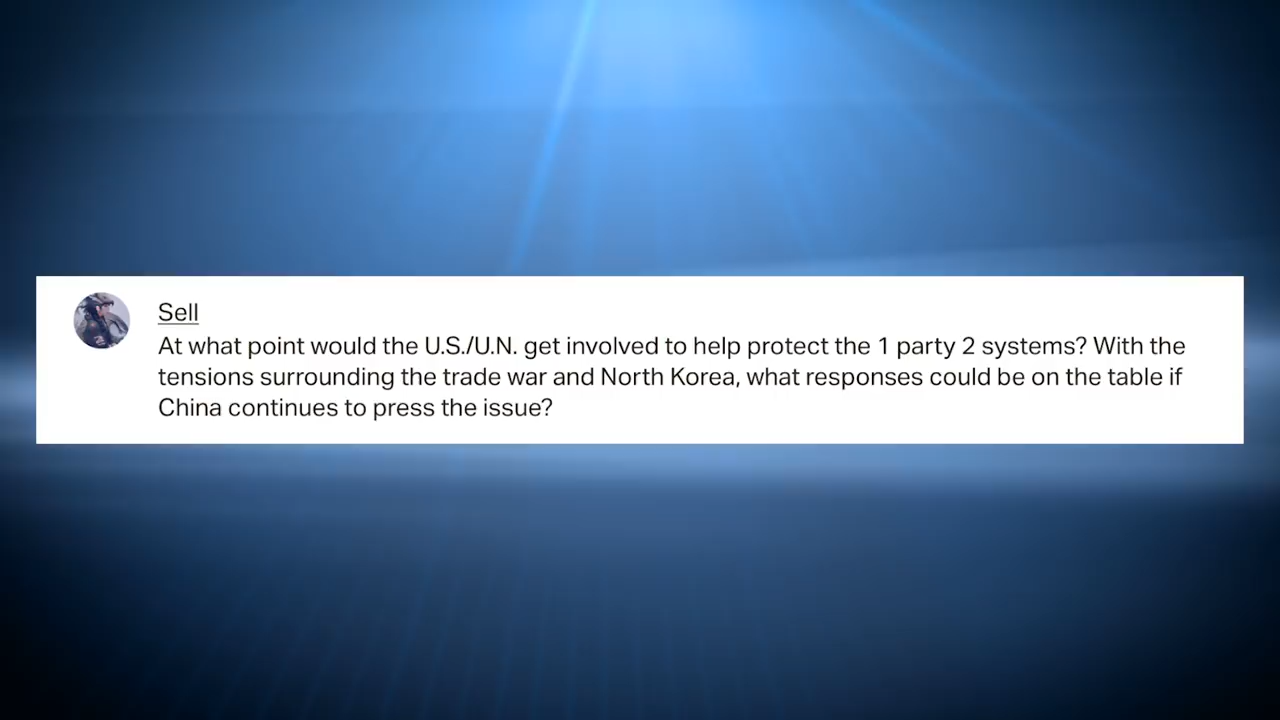 Sell
At what point would the U.S./U.N. get involved to help protect the 1 party 2 systems? With the
tensions surrounding the trade war and North Korea, what responses could be on the table if
China continues to press the issue?